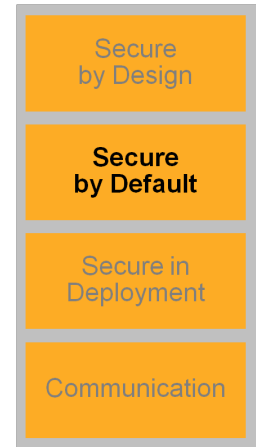 Secure
by Design
Secure
by Default
Secure in
Deployment
Communication